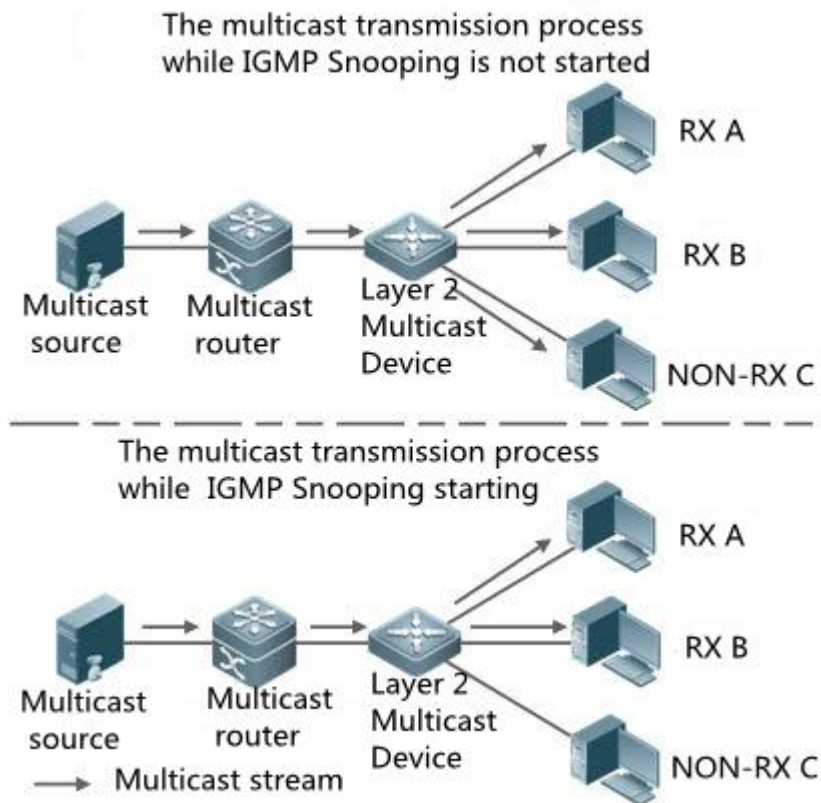 The multicast transmission process
while IGMP Snooping is not started
RX A
RX B
NON-RX C
Multicast
source
Multicast
router
Layer 2
Multicast
Device
The multicast transmission process
while IGMP Snooping starting
RX A
RX B
NON-RX C
Multicast
source
Multicast
router
Layer 2
Multicast
Device
Multicast stream